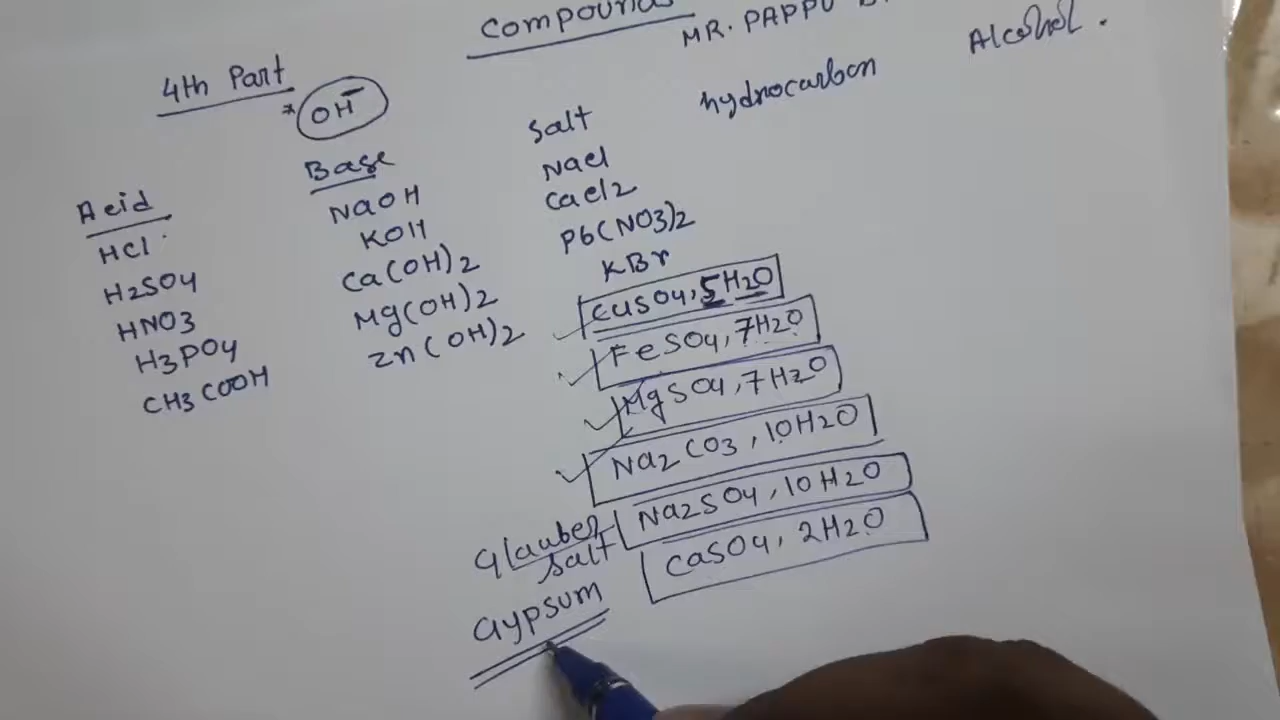 Compound
MR. PAPPU
4th Part
* OH-
hydrocarbon
Alcohol.
Acid
HCl
H2SO4
HNO3
H3PO4
CH3COOH
Base
NaOH
KOH
Ca(OH)2
Mg(OH)2
Zn(OH)2
Salt
NaCl
CaCl2
Pb(NO3)2
KBr
CuSO4, 5H2O
FeSO4, 7H2O
MgSO4, 7H2O
Na2CO3, 10H2O
Glauber salt
Na2SO4, 10H2O
Gypsum
CaSO4, 2H2O